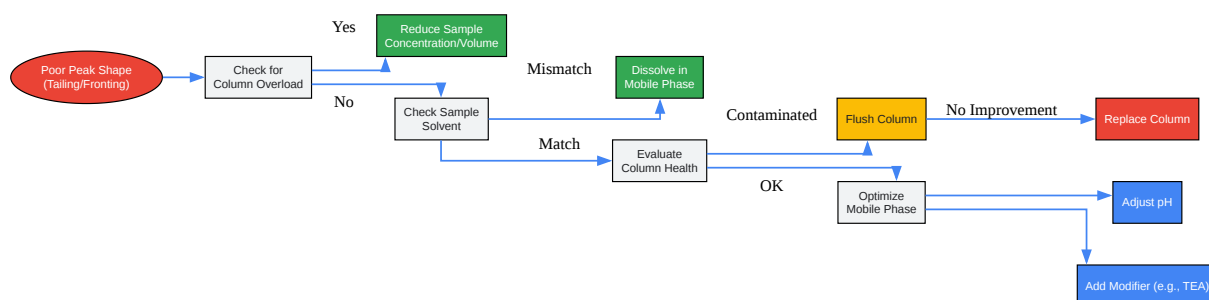 Yes
Reduce Sample
Concentration/Volume
Poor Peak Shape
(Tailing/Fronting)
Check for
Column Overload
Mismatch
Dissolve in
Mobile Phase
No
Check Sample
Solvent
Contaminated
Flush Column
No Improvement
Replace Column
Match
Evaluate
Column Health
OK
Optimize
Mobile Phase
Adjust pH
Add Modifier (e.g., TEA)